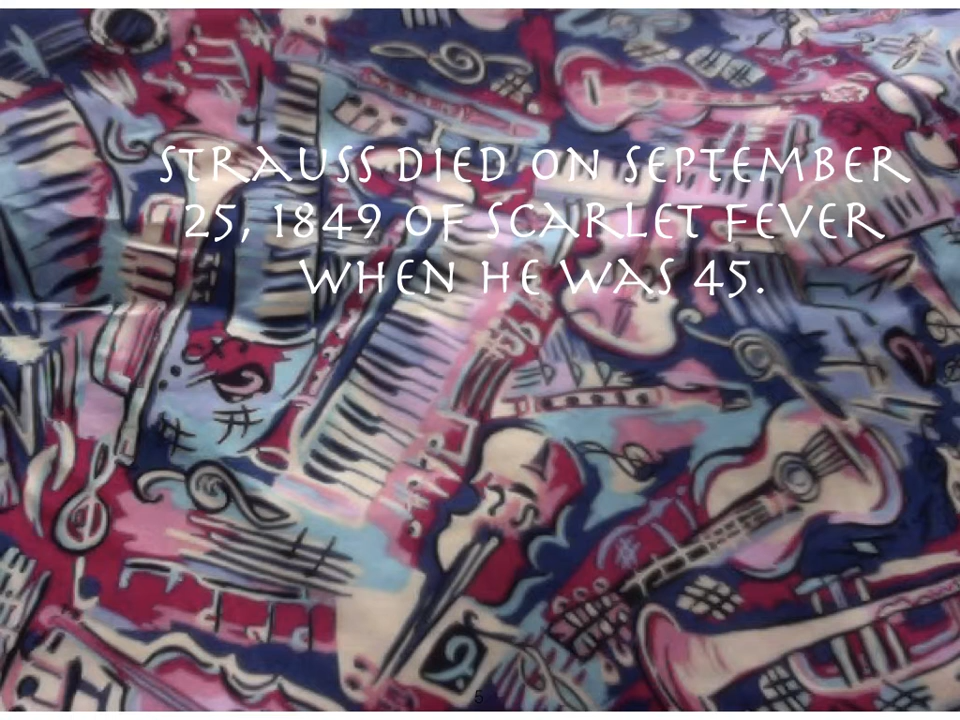 STRAUSS DIED ON SEPTEMBER
25, 1849 OF SCARLET FEVER
WHEN HE WAS 45.
5